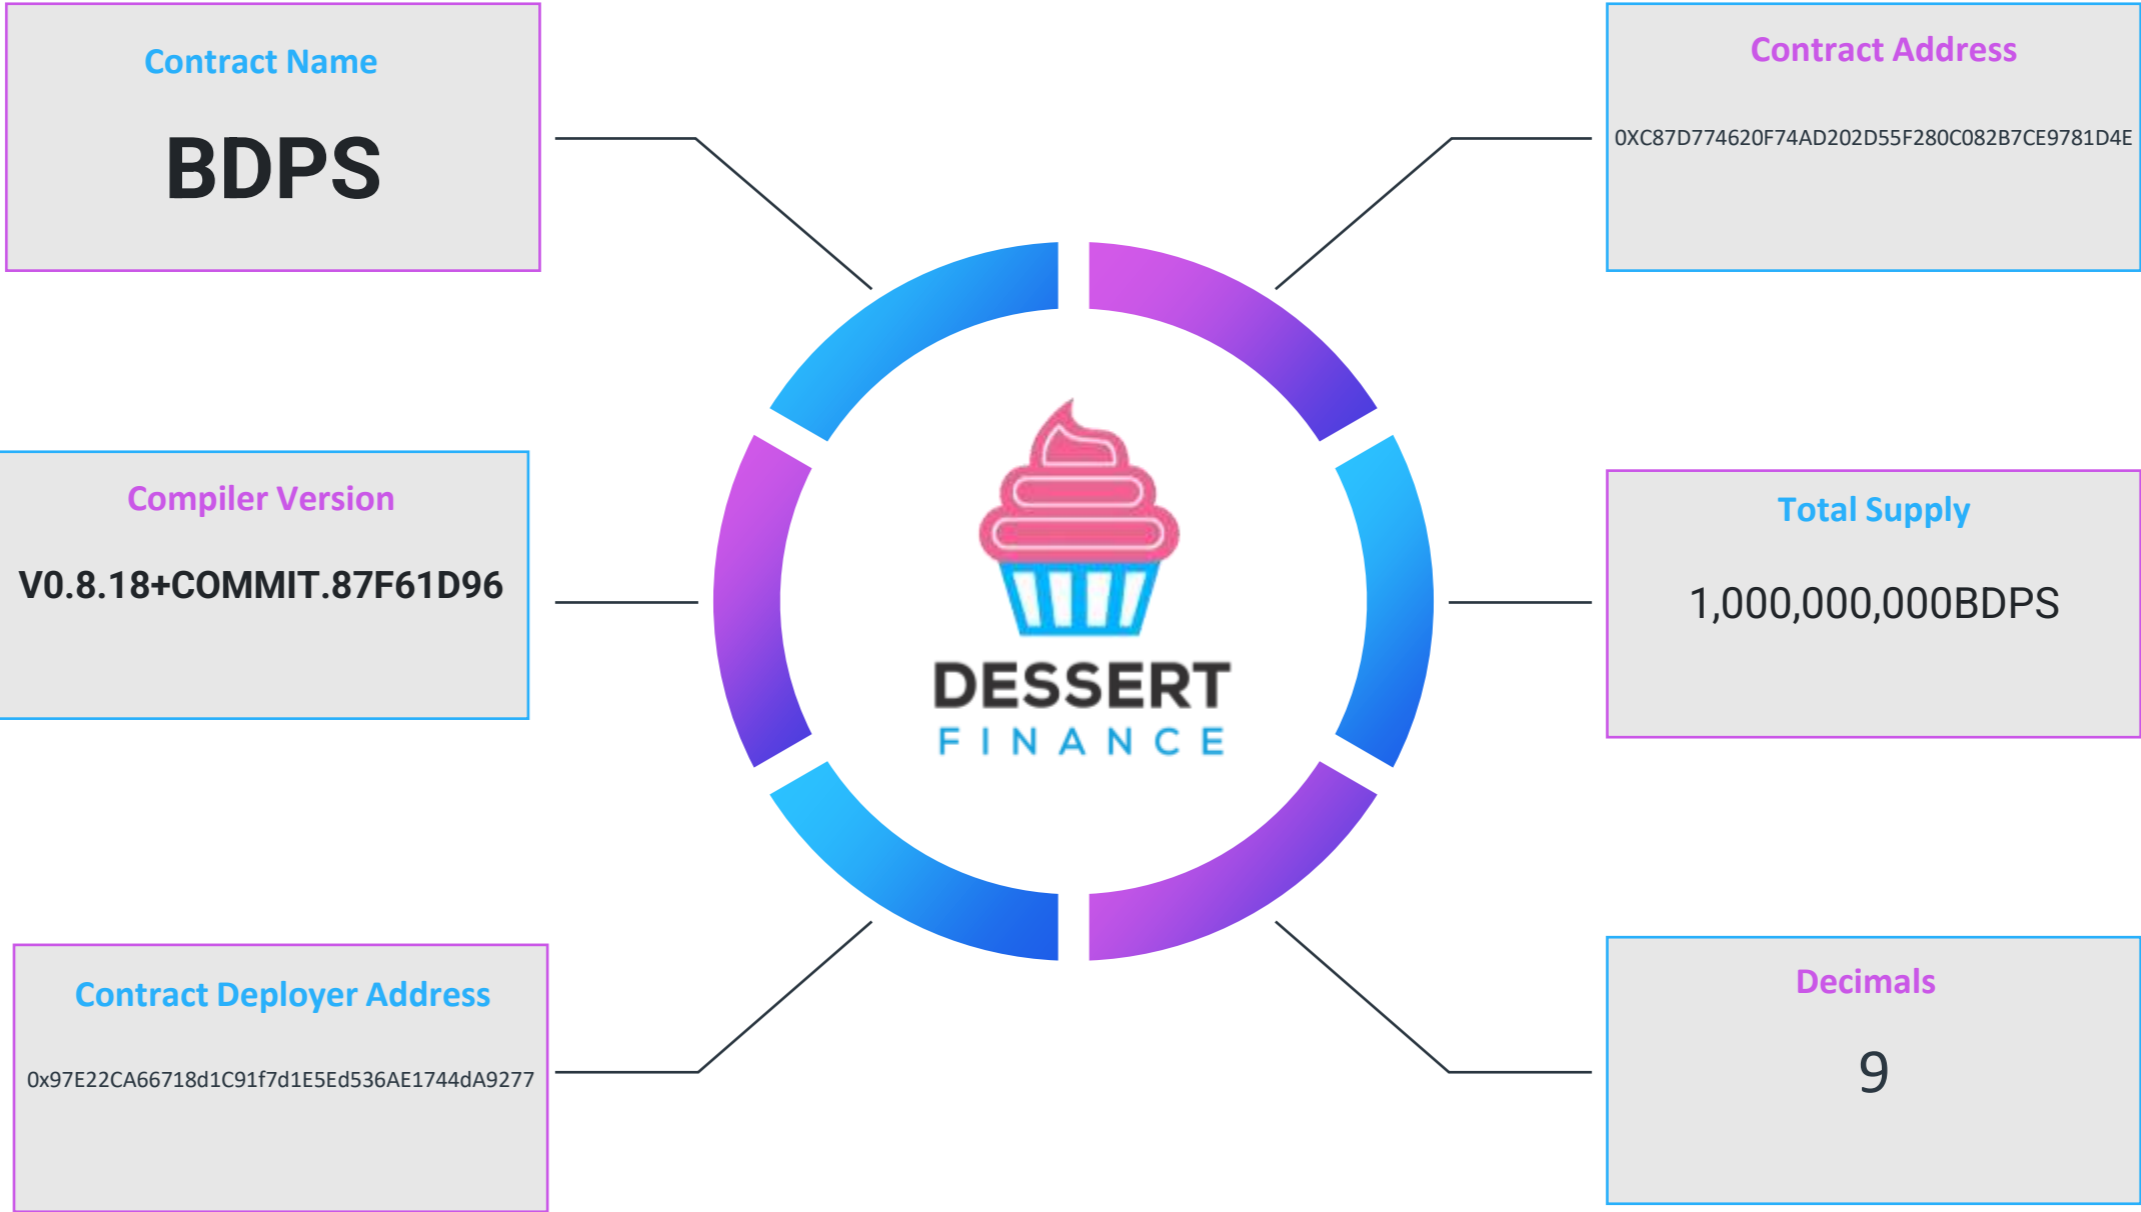 Contract Name
BDPS
Contract Address
0XC87D774620F74AD202D55F280C082B7CE9781D4E
Compiler Version
V0.8.18+COMMIT.87F61D96
DESSERT
FINANCE
Total Supply
1,000,000,000BDPS
Contract Deployer Address
0x97E22CA66718d1C91f7d1E5Ed536AE1744dA9277
Decimals
9